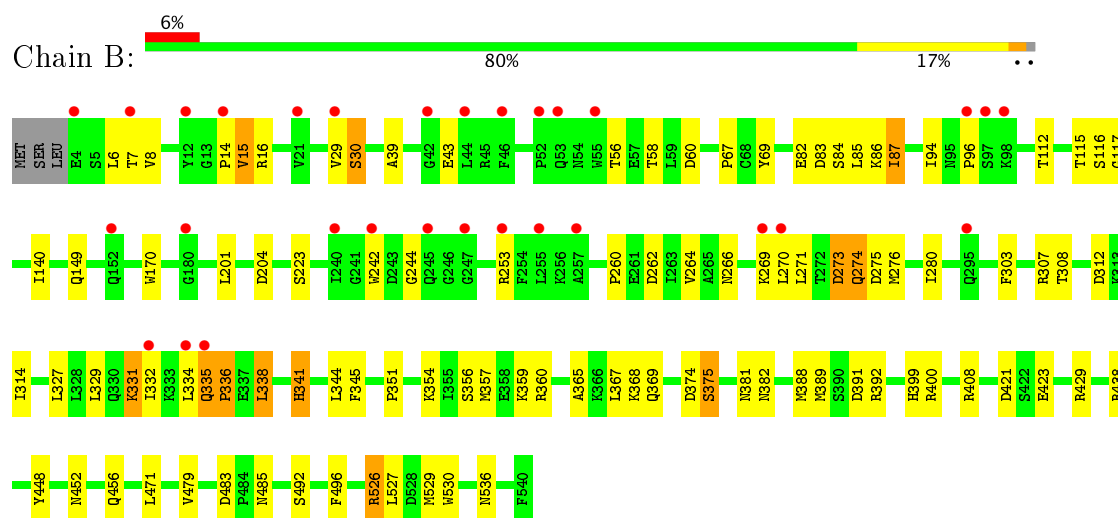 6%
Chain B:
80% 17% ••
MET SER LEU E4 S5 L6 T7 V8 Y12 G13 P14 V15 R16 V21 V29 S30 A39 G42 E43 L44 R45 F46 P52 Q53 N54 W55 T56 E57 T58 L59 D60 P67 C68 Y69 E82 D83 S84 L85 K86 I87 I94 N95 P96 S97 K98 T112 T115 S116 G117
I140 Q149 Q152 W170 G180 L201 D204 S223 I240 G241 W242 D243 G244 Q245 G246 G247 R253 F254 L255 K256 A257 P260 E261 D262 I263 V264 A265 N266 K269 L270 L271 T272 D273 Q274 D275 M276 I280 Q295 F303 R307 T308 D312 K313
I314 L327 L328 L329 Q330 K331 I332 K333 L334 Q335 P336 E337 L338 H341 L344 F345 P351 K354 I355 S356 M357 E358 K359 R360 A365 K366 L367 K368 Q369 D374 S375 N381 N382 M388 M389 S390 D391 R392 H399 R400 R408 D421 S422 E423 R429 R438
Y448 N452 Q456 L471 V479 D483 P484 N485 S492 F496 R526 L527 D528 M529 W530 N536 F540